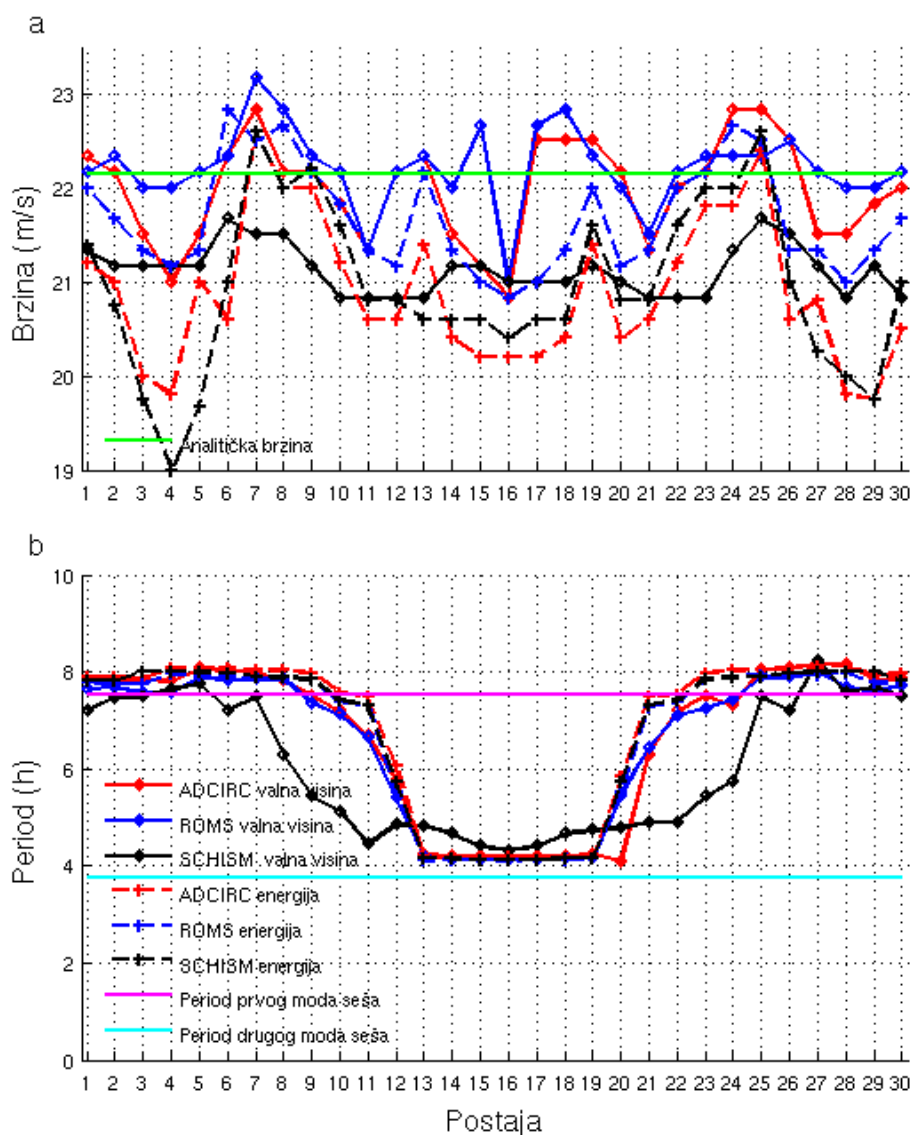 a
23
22
21
20
19
Brzina (m/s)
Analitička brzina
1 2 3 4 5 6 7 8 9 10 11 12 13 14 15 16 17 18 19 20 21 22 23 24 25 26 27 28 29 30
b
10
8
6
4
2
0
Period (h)
ADCIRC valna visina
ROMS valna visina
SCHISM valna visina
ADCIRC energija
ROMS energija
SCHISM energija
Period prvog moda seša
Period drugog moda seša
1 2 3 4 5 6 7 8 9 10 11 12 13 14 15 16 17 18 19 20 21 22 23 24 25 26 27 28 29 30
Postaja